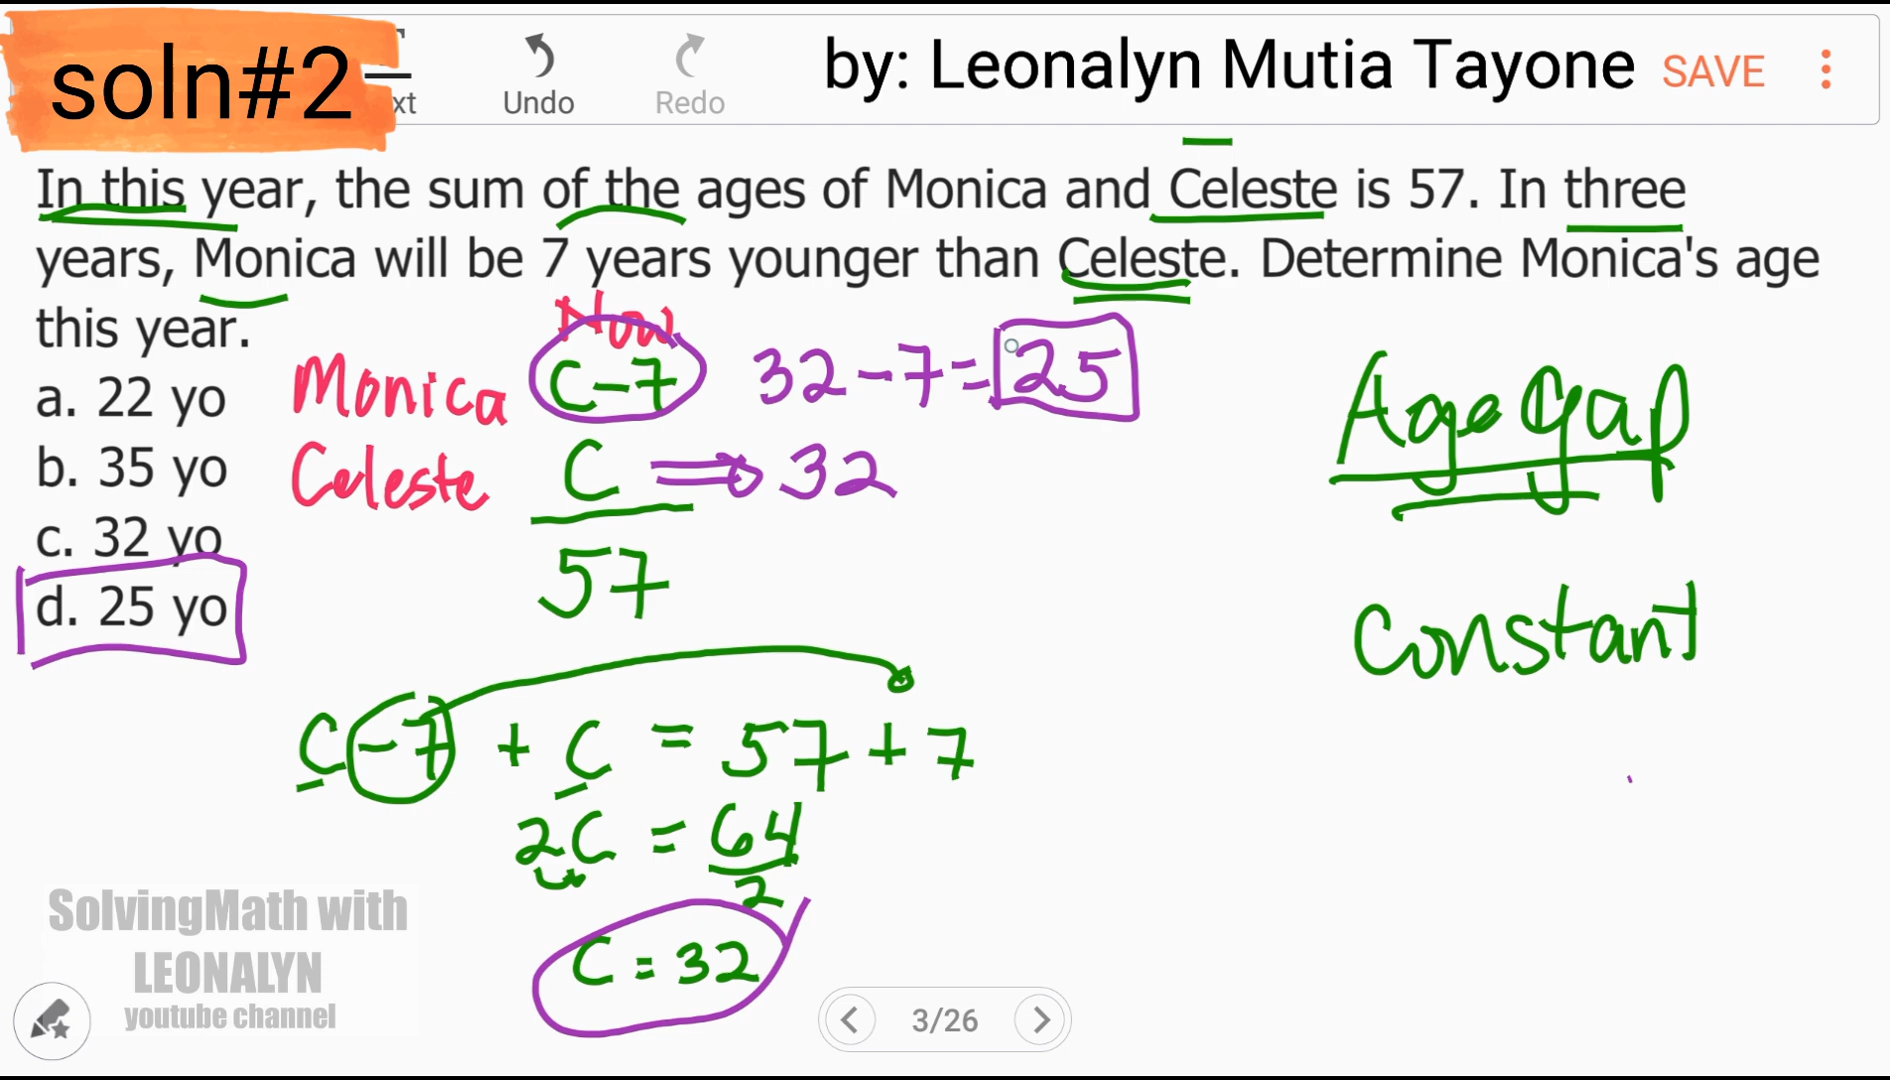 soln#2
xt
Undo
Redo
by: Leonalyn Mutia Tayone
SAVE
In this year, the sum of the ages of Monica and Celeste is 57. In three
years, Monica will be 7 years younger than Celeste. Determine Monica's age
this year.
a. 22 yo
b. 35 yo
c. 32 yo
d. 25 yo
Now
Monica C-7 32-7=25
Celeste C ⇒ 32
57
Age gap
Constant
C-7 + C = 57+7
2C = 64
2
C = 32
SolvingMath with
LEONALYN
youtube channel
3/26